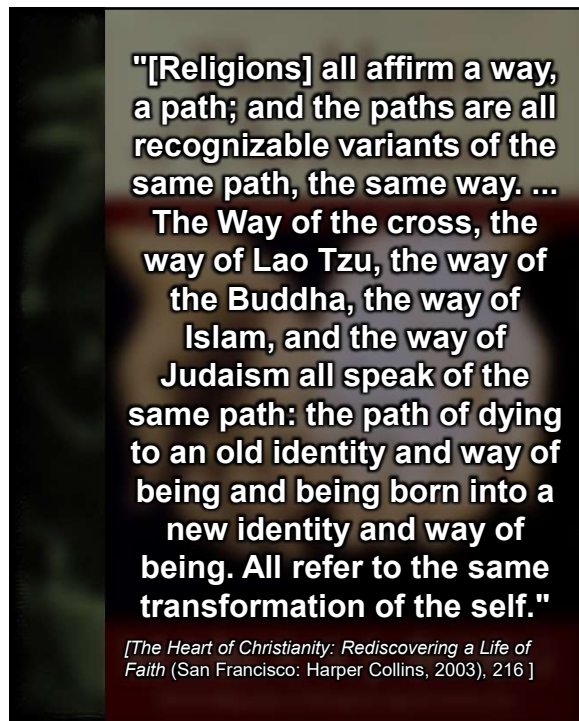 "[Religions] all affirm a way,
a path; and the paths are all
recognizable variants of the
same path, the same way. ...
The Way of the cross, the
way of Lao Tzu, the way of
the Buddha, the way of
Islam, and the way of
Judaism all speak of the
same path: the path of dying
to an old identity and way of
being and being born into a
new identity and way of
being. All refer to the same
transformation of the self."
[The Heart of Christianity: Rediscovering a Life of
Faith (San Francisco: Harper Collins, 2003), 216 ]